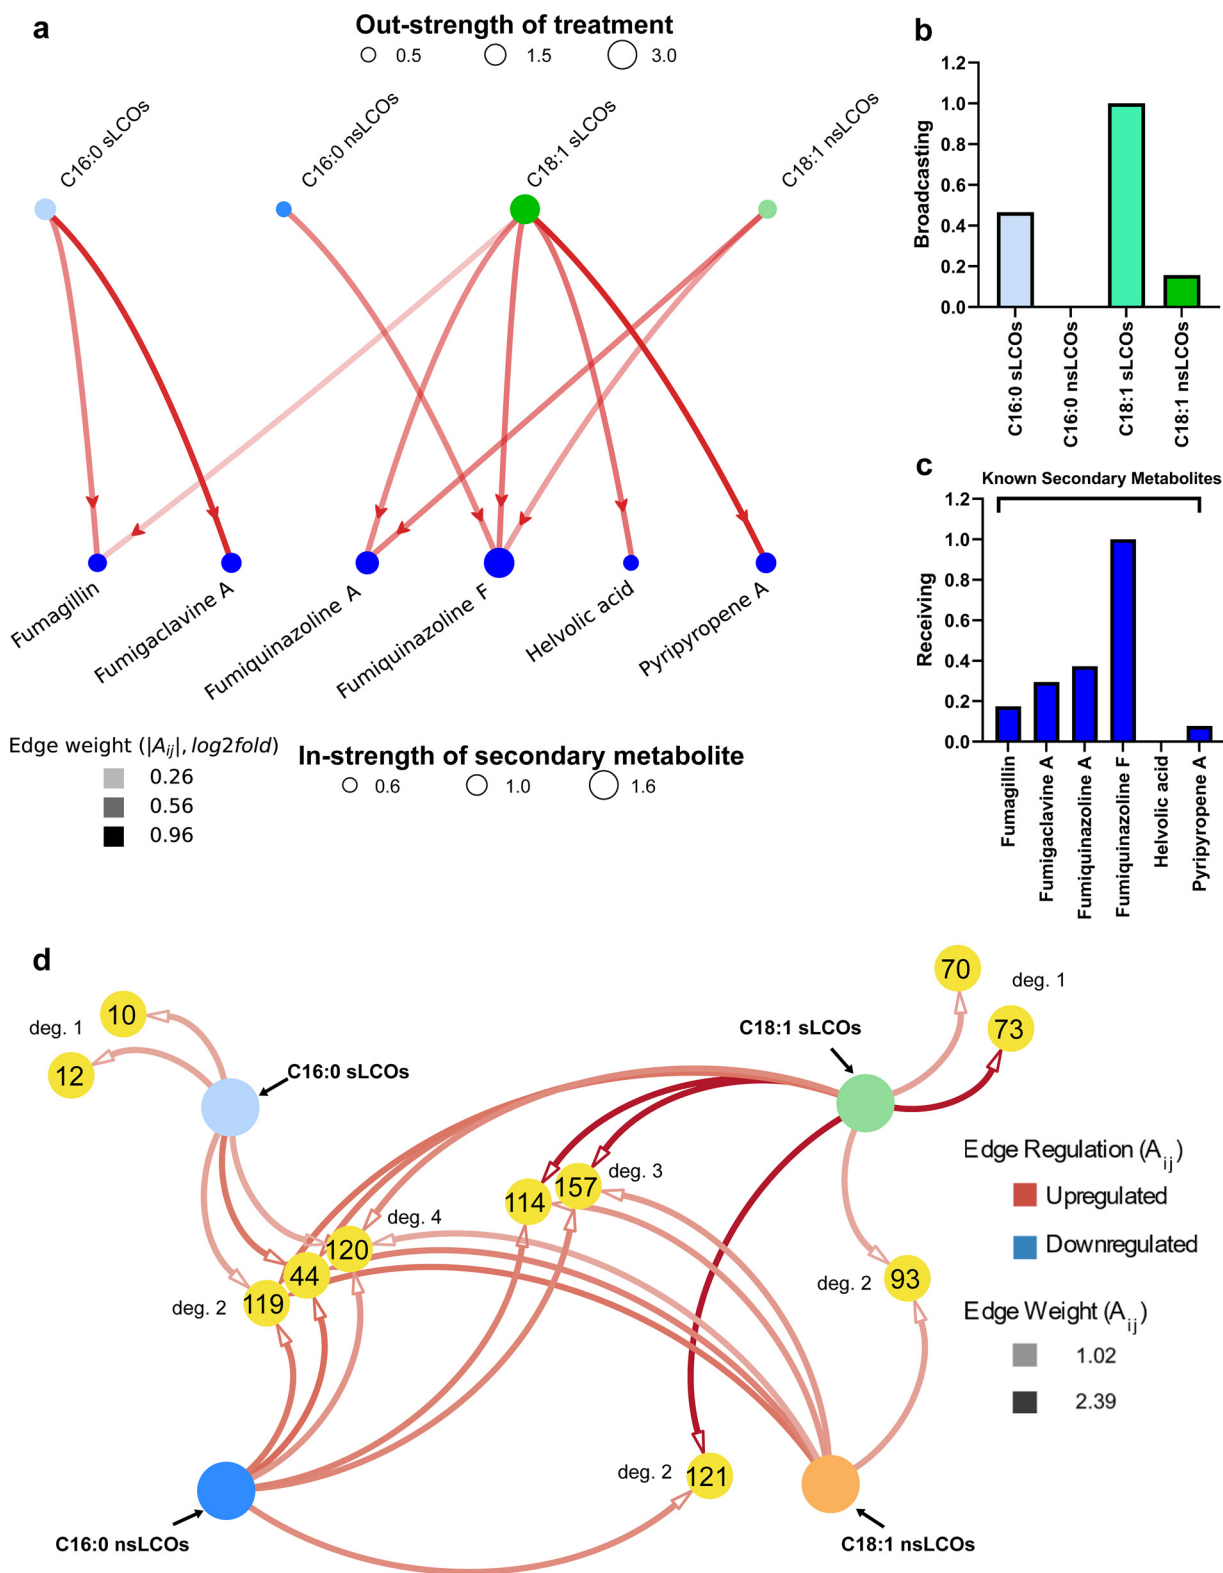 a
Out-strength of treatment
0.5
1.5
3.0
C16:0 sLCOs
C16:0 nsLCOs
C18:1 sLCOs
C18:1 nsLCOs
Fumagillin
Fumigaclavine A
Fumiquinazoline A
Fumiquinazoline F
Helvolic acid
Pyripyropene A
Edge weight (|Aij|, log2fold)
0.26
0.56
0.96
In-strength of secondary metabolite
0.6
1.0
1.6
b
Broadcasting
1.2
1.0
0.8
0.6
0.4
0.2
0.0
C16:0 sLCOs
C16:0 nsLCOs
C18:1 sLCOs
C18:1 nsLCOs
c
Known Secondary Metabolites
Receiving
1.2
1.0
0.8
0.6
0.4
0.2
0.0
Fumagillin
Fumigaclavine A
Fumiquinazoline A
Fumiquinazoline F
Helvolic acid
Pyripyropene A
d
10
deg. 1
12
C16:0 sLCOs
C18:1 sLCOs
70
deg. 1
73
114
157
deg. 3
deg. 4
120
44
119
deg. 2
deg. 2
93
deg. 2
121
C16:0 nsLCOs
C18:1 nsLCOs
Edge Regulation (Aij)
Upregulated
Downregulated
Edge Weight (Aij)
1.02
2.39